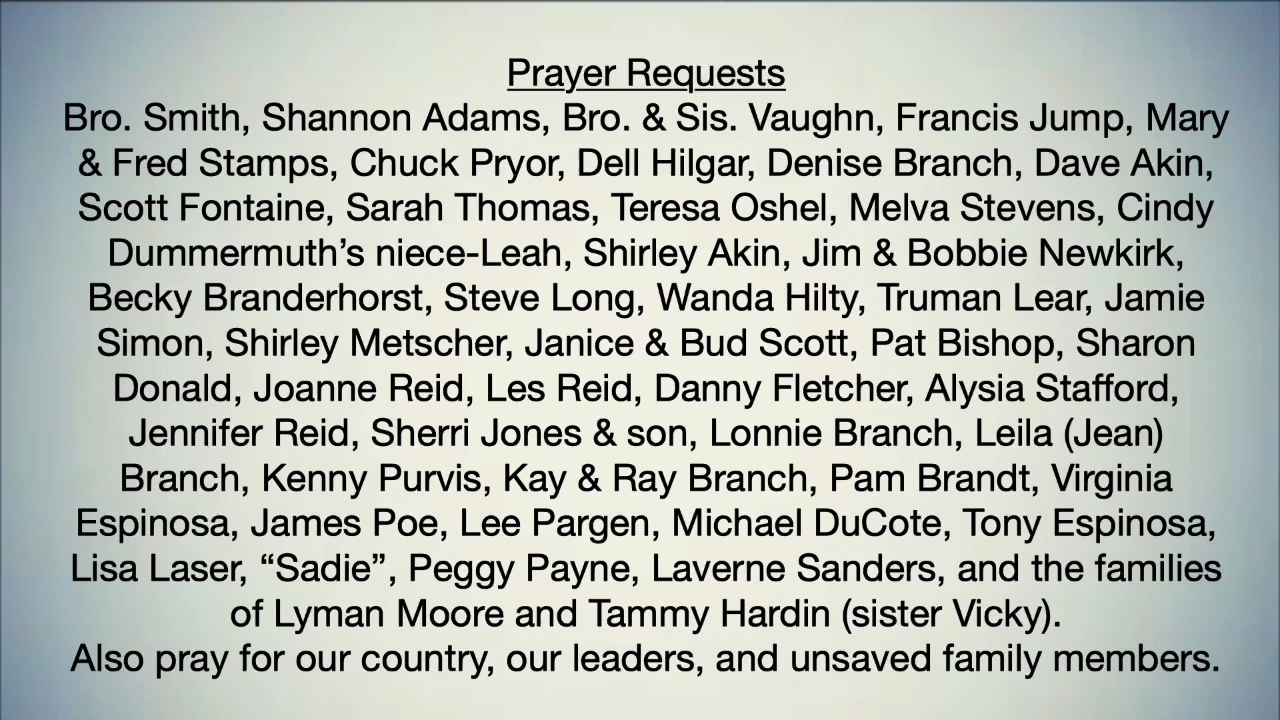 Prayer Requests
Bro. Smith, Shannon Adams, Bro. & Sis. Vaughn, Francis Jump, Mary
& Fred Stamps, Chuck Pryor, Dell Hilgar, Denise Branch, Dave Akin,
Scott Fontaine, Sarah Thomas, Teresa Oshel, Melva Stevens, Cindy
Dummermuth’s niece-Leah, Shirley Akin, Jim & Bobbie Newkirk,
Becky Branderhorst, Steve Long, Wanda Hilty, Truman Lear, Jamie
Simon, Shirley Metscher, Janice & Bud Scott, Pat Bishop, Sharon
Donald, Joanne Reid, Les Reid, Danny Fletcher, Alysia Stafford,
Jennifer Reid, Sherri Jones & son, Lonnie Branch, Leila (Jean)
Branch, Kenny Purvis, Kay & Ray Branch, Pam Brandt, Virginia
Espinosa, James Poe, Lee Pargen, Michael DuCote, Tony Espinosa,
Lisa Laser, “Sadie”, Peggy Payne, Laverne Sanders, and the families
of Lyman Moore and Tammy Hardin (sister Vicky).
Also pray for our country, our leaders, and unsaved family members.